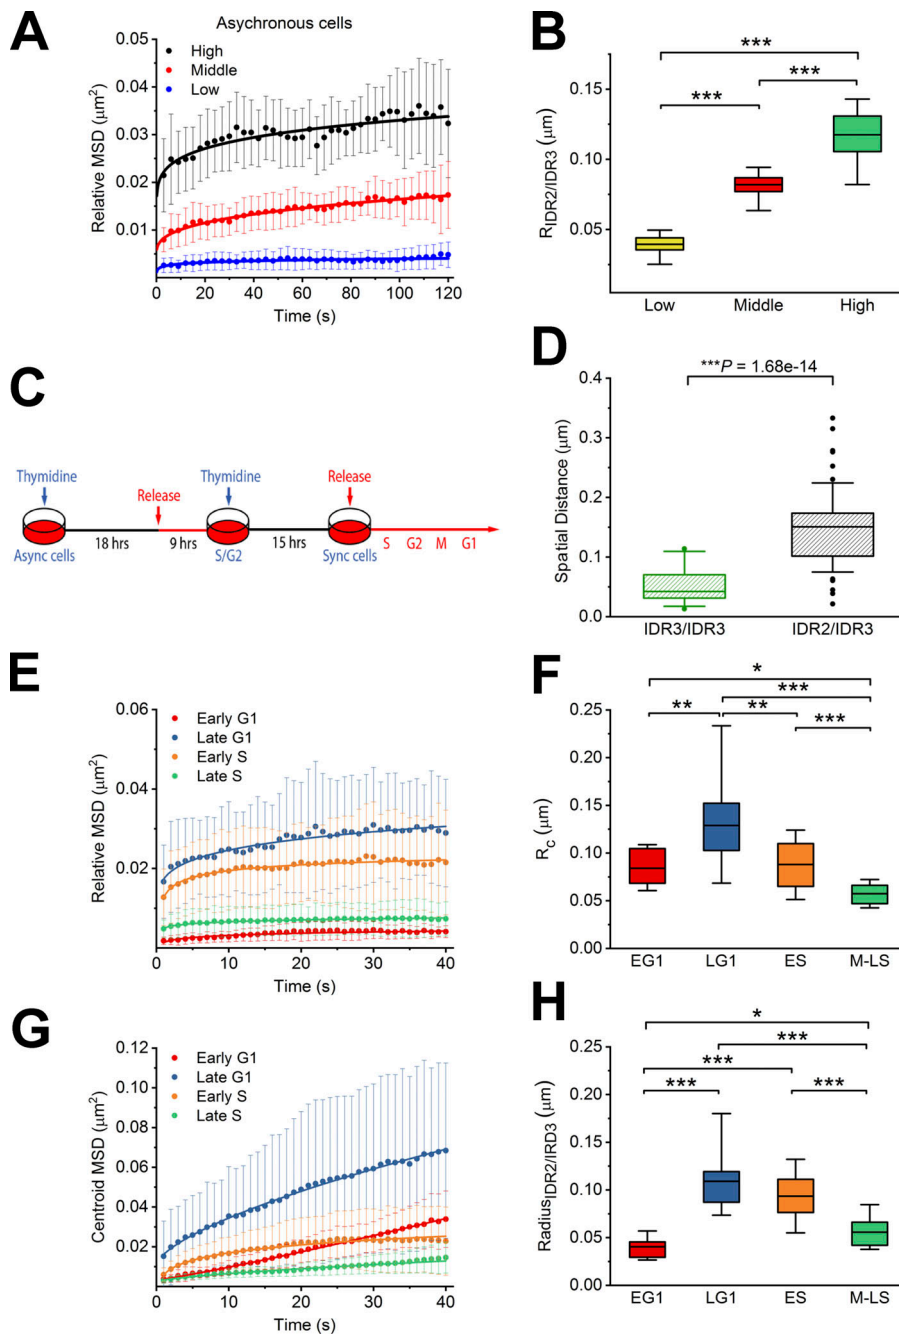 A
Asychronous cells
High
Middle
Low
0.05
0.04
0.03
0.02
0.01
Relative MSD (μm²)
0 20 40 60 80 100 120
Time (s)
B
***
***
***
0.15
0.10
0.05
R_IDR2/IDR3 (μm)
Low Middle High
C
Thymidine
Release
Thymidine
Release
18 hrs
9 hrs
15 hrs
S G2 M G1
Async cells
S/G2
Sync cells
D
***P = 1.68e-14
0.4
0.3
0.2
0.1
0.0
Spatial Distance (μm)
IDR3/IDR3 IDR2/IDR3
E
Early G1
Late G1
Early S
Late S
0.06
0.04
0.02
Relative MSD (μm²)
0 10 20 30 40
Time (s)
F
*
***
** **
***
0.25
0.20
0.15
0.10
0.05
0.00
R_C (μm)
EG1 LG1 ES M-LS
G
Early G1
Late G1
Early S
Late S
0.12
0.10
0.08
0.06
0.04
0.02
Centroid MSD (μm²)
0 10 20 30 40
Time (s)
H
*
***
***
*** ***
0.25
0.20
0.15
0.10
0.05
0.00
Radius_IDR2/IRD3 (μm)
EG1 LG1 ES M-LS